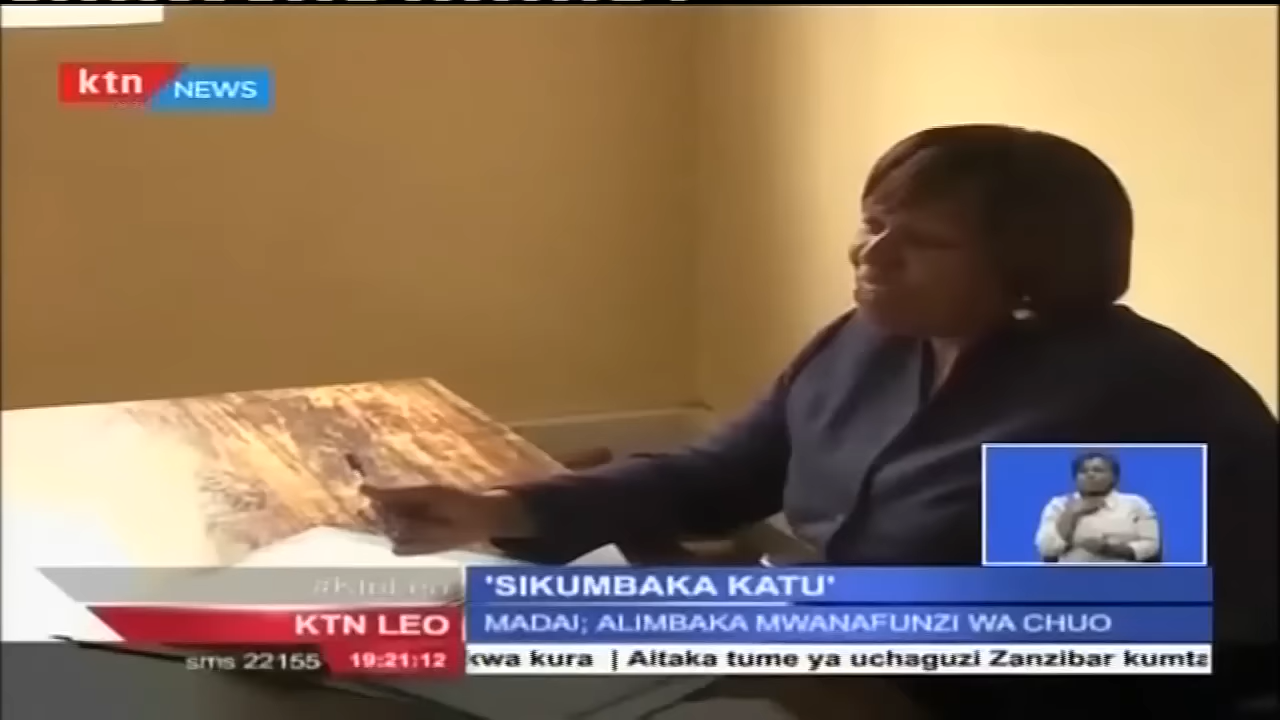 ktn NEWS
#KtnLeo
'SIKUMBAKA KATU'
KTN LEO
MADAI; ALIMBAKA MWANAFUNZI WA CHUO
sms 22155 19:21:12
kwa kura | Aitaka tume ya uchaguzi Zanzibar kumta